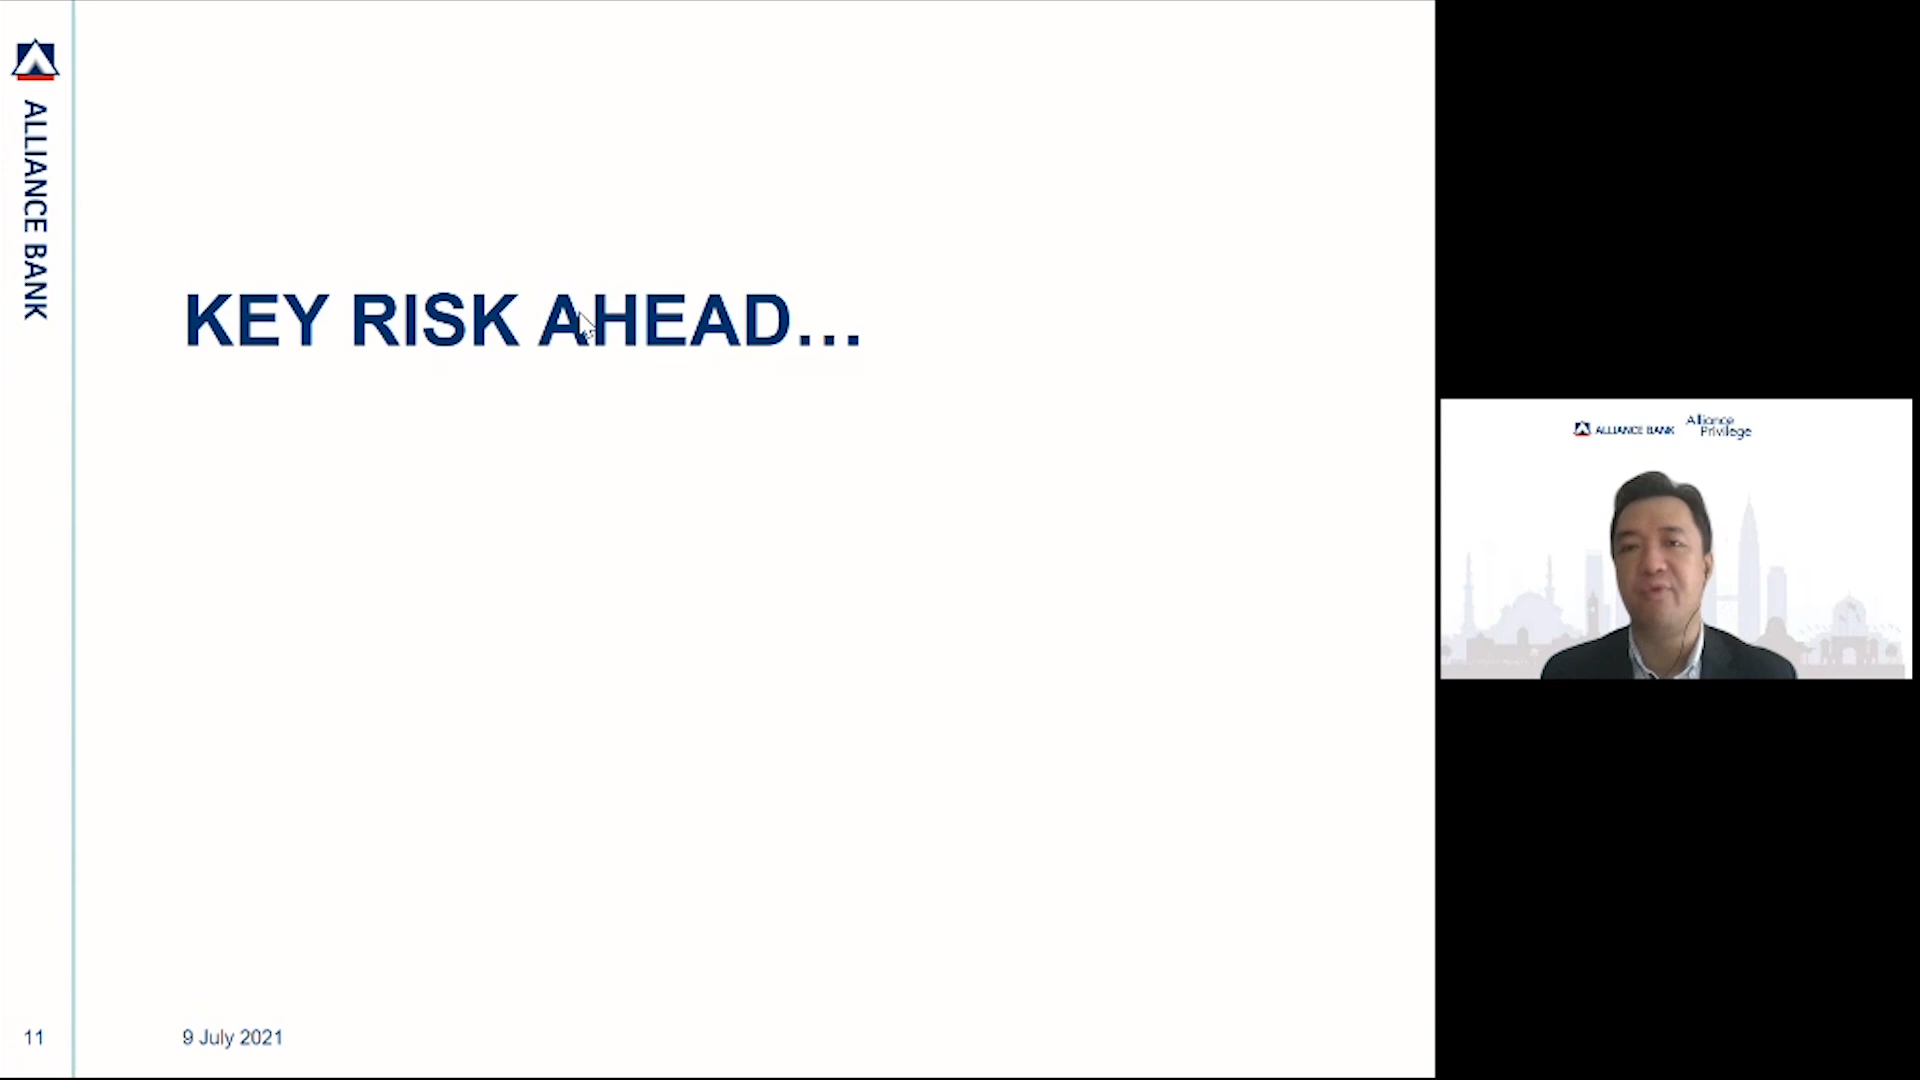 ALLIANCE BANK
KEY RISK AHEAD...
11
9 July 2021
ALLIANCE BANK
Alliance
Privilege